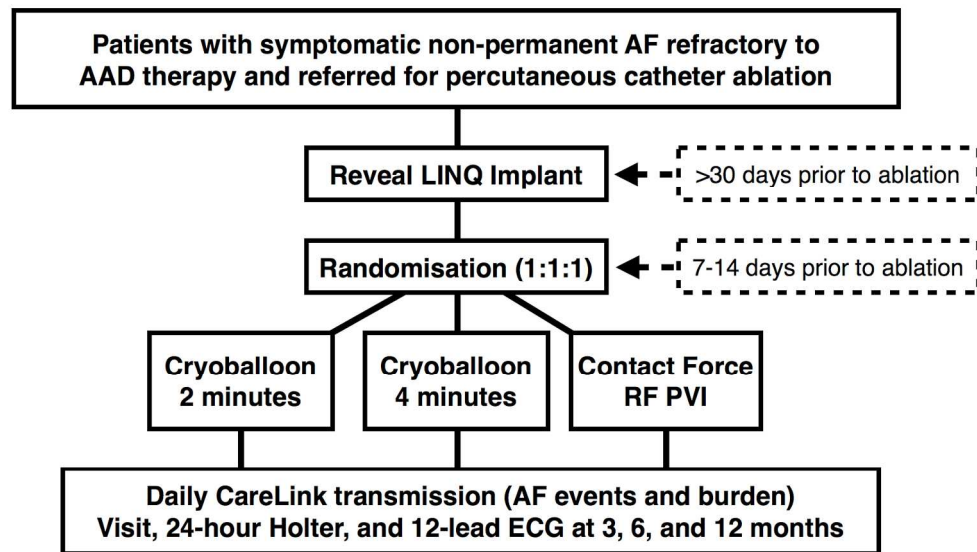 Patients with symptomatic non-permanent AF refractory to
AAD therapy and referred for percutaneous catheter ablation
Reveal LINQ Implant
>30 days prior to ablation
Randomisation (1:1:1)
7-14 days prior to ablation
Cryoballoon
2 minutes
Cryoballoon
4 minutes
Contact Force
RF PVI
Daily CareLink transmission (AF events and burden)
Visit, 24-hour Holter, and 12-lead ECG at 3, 6, and 12 months